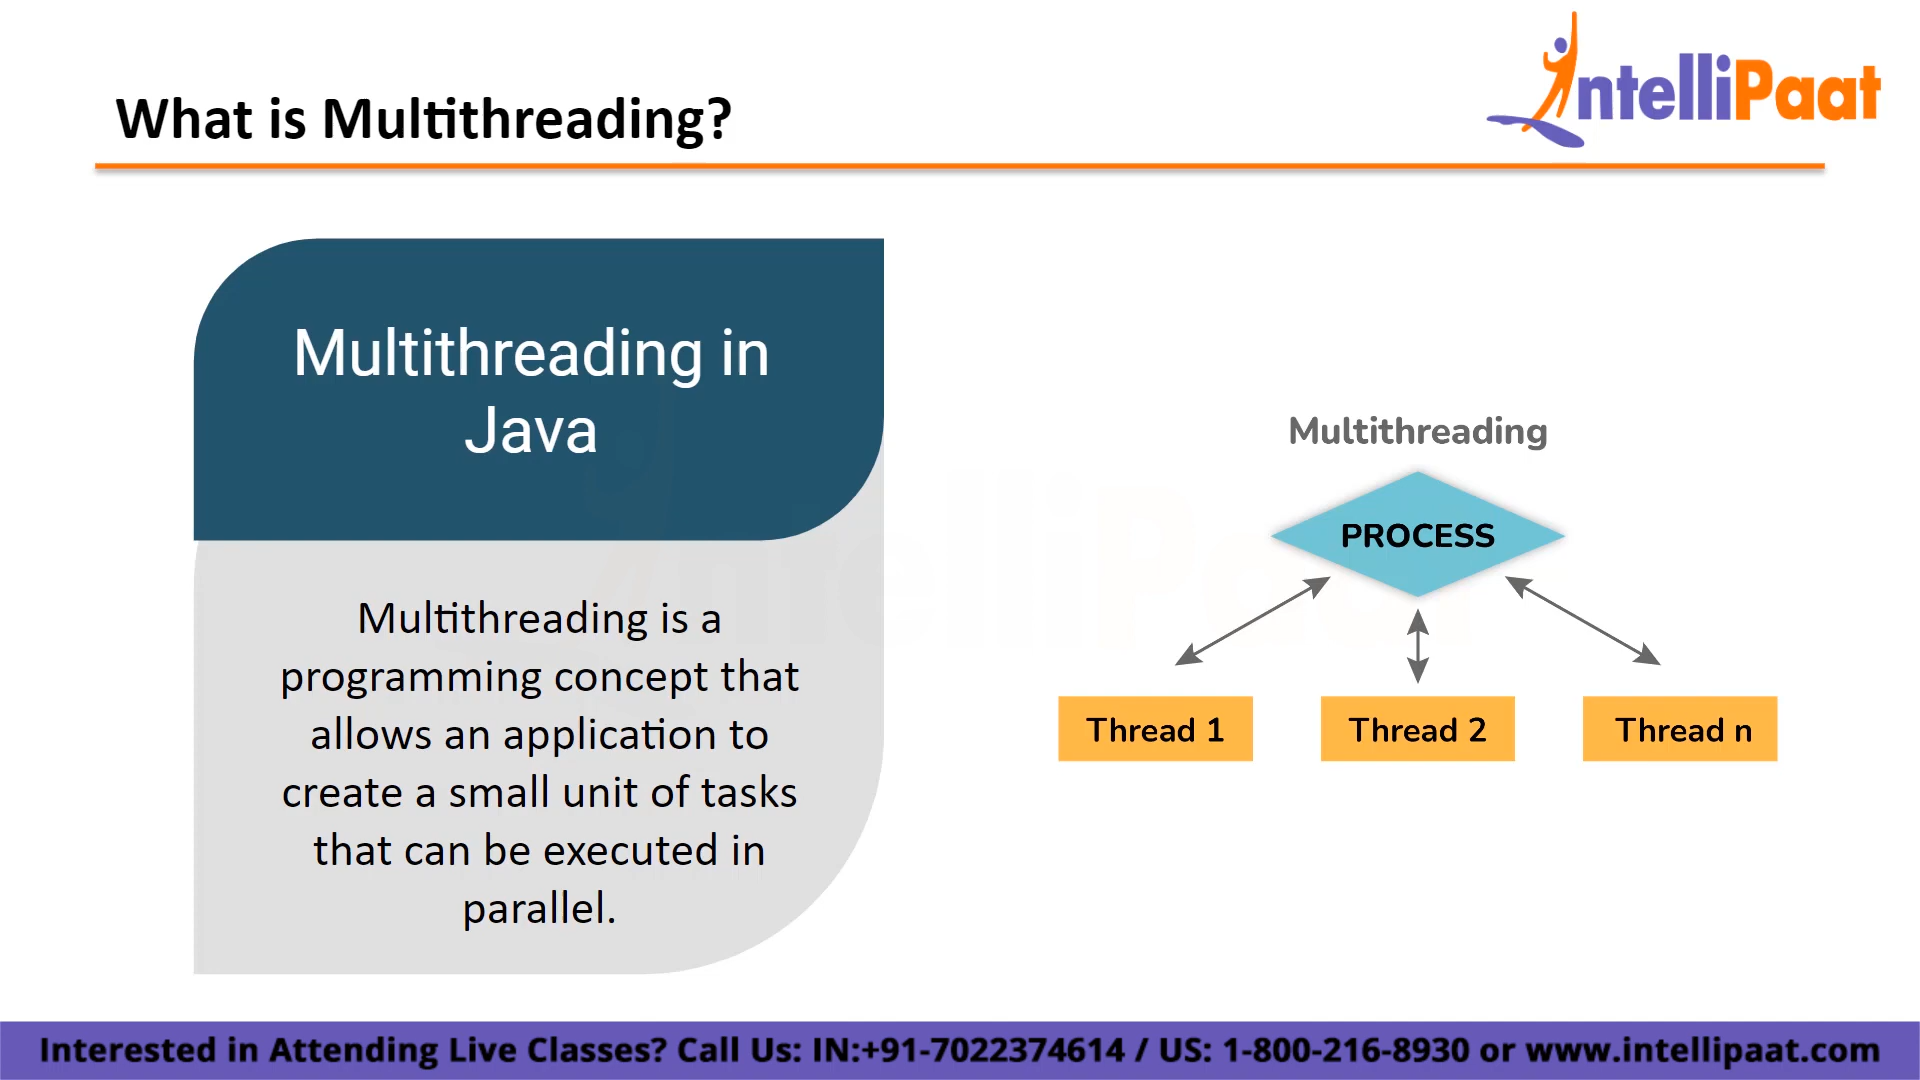 What is Multithreading?
IntelliPaat
Multithreading in
Java
Multithreading is a
programming concept that
allows an application to
create a small unit of tasks
that can be executed in
parallel.
Multithreading
PROCESS
Thread 1
Thread 2
Thread n
Interested in Attending Live Classes? Call Us: IN:+91-7022374614 / US: 1-800-216-8930 or www.intellipaat.com